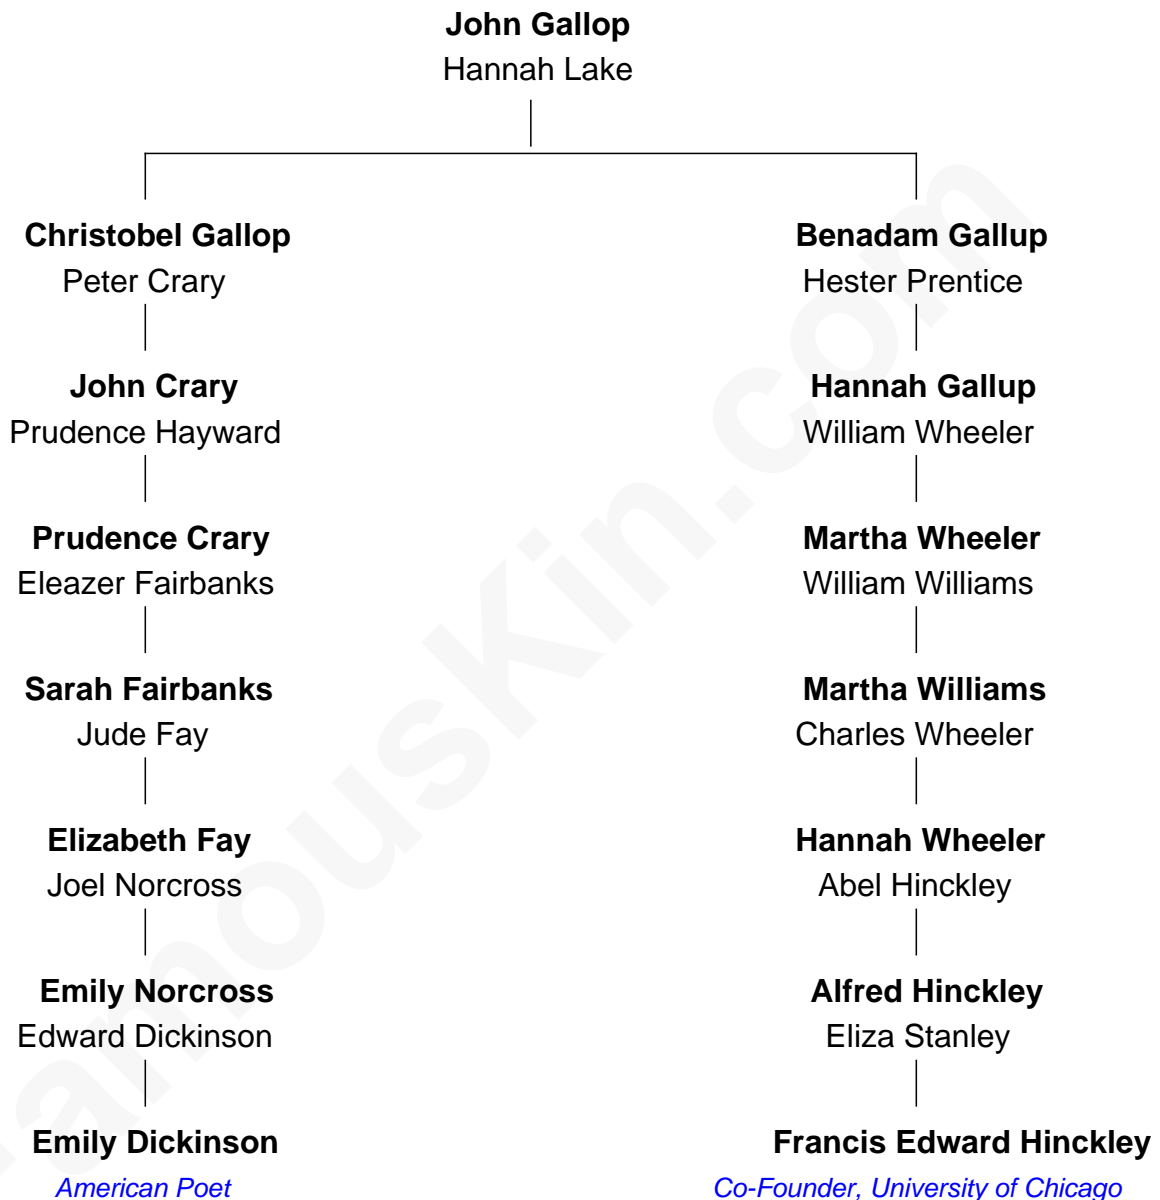 John Gallop
Hannah Lake
Christobel Gallop
Peter Crary
Benadam Gallup
Hester Prentice
John Crary
Prudence Hayward
Hannah Gallup
William Wheeler
Prudence Crary
Eleazer Fairbanks
Martha Wheeler
William Williams
Sarah Fairbanks
Jude Fay
Martha Williams
Charles Wheeler
Elizabeth Fay
Joel Norcross
Hannah Wheeler
Abel Hinckley
Emily Norcross
Edward Dickinson
Alfred Hinckley
Eliza Stanley
Emily Dickinson
American Poet
Francis Edward Hinckley
Co-Founder, University of Chicago
FamousKin.com